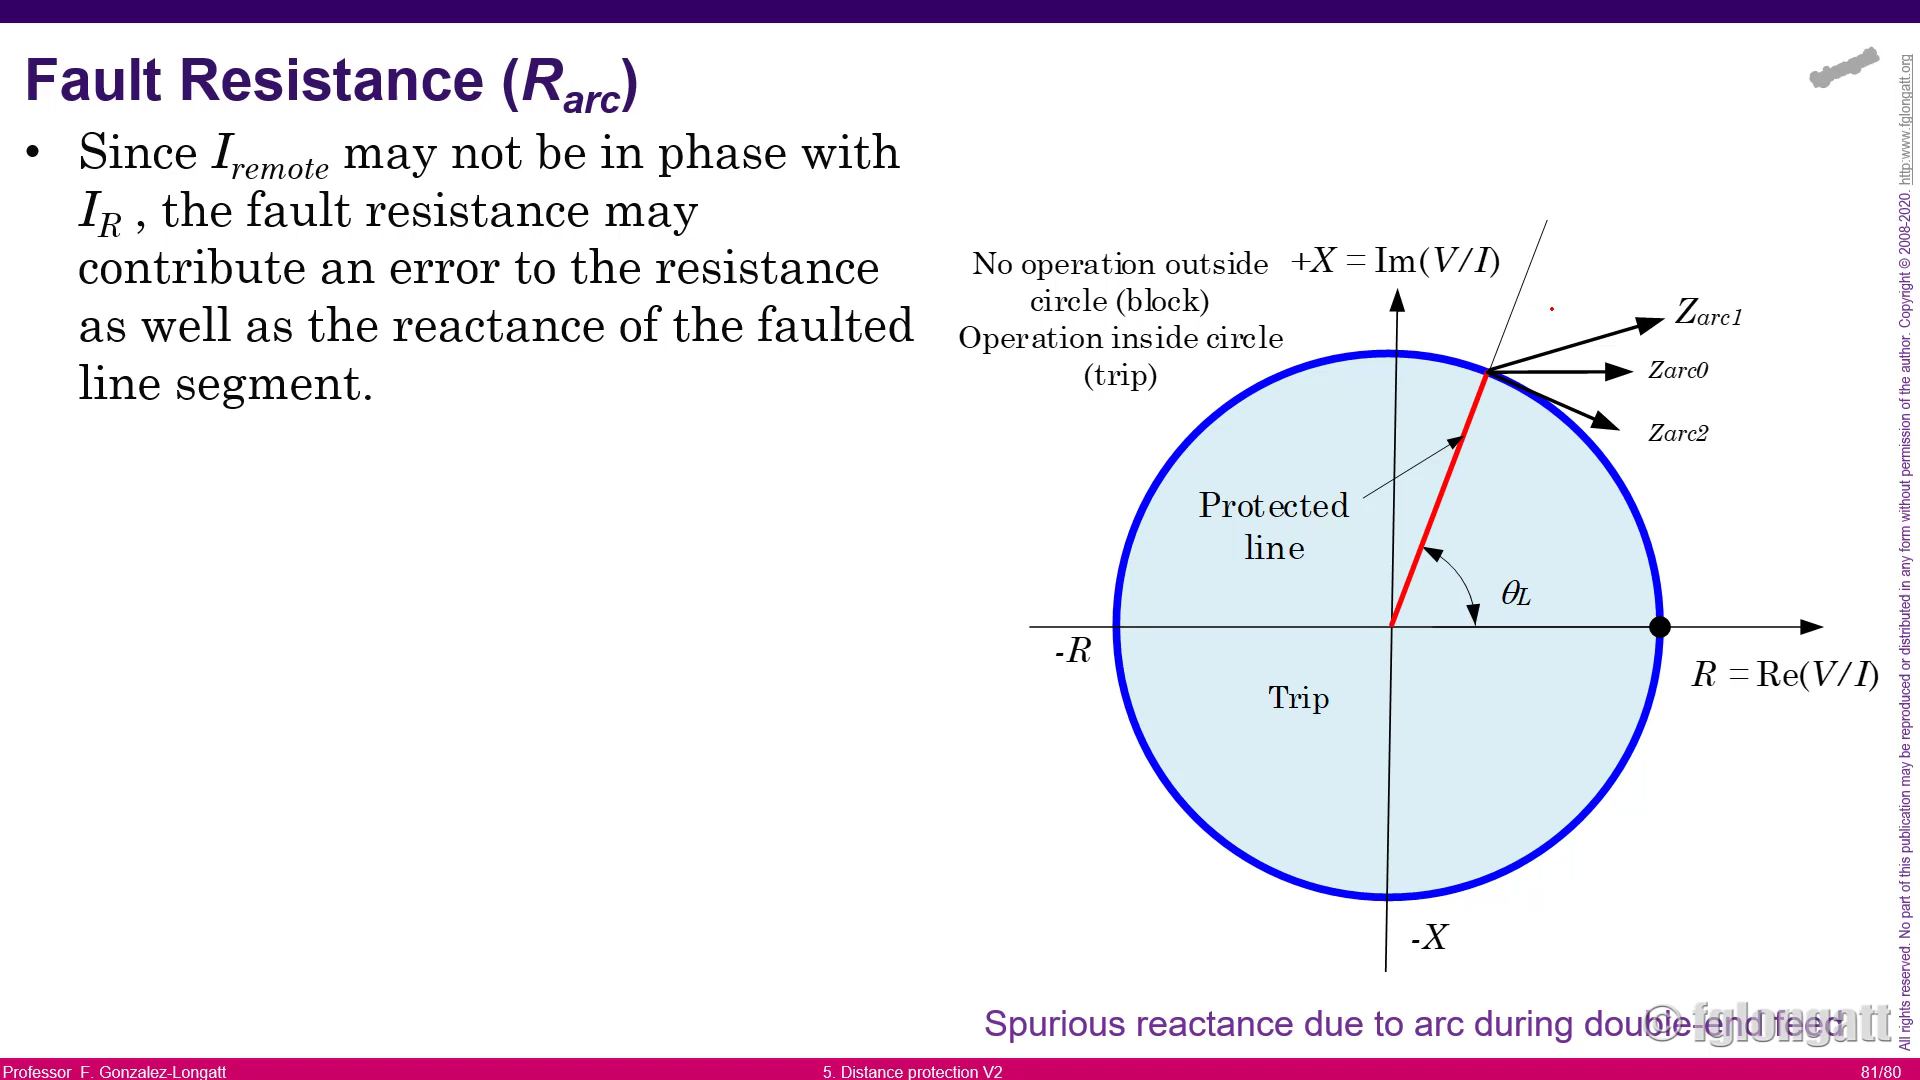 Fault Resistance (Rarc)
• Since Iremote may not be in phase with
IR , the fault resistance may
contribute an error to the resistance
as well as the reactance of the faulted
line segment.
No operation outside
circle (block)
Operation inside circle
(trip)
+X = Im(V/I)
Zarc1
Zarc0
Zarc2
Protected
line
θL
-R
R = Re(V/I)
Trip
-X
Spurious reactance due to arc during double-end feed
© fglongatt
All rights reserved. No part of this publication may be reproduced or distributed in any form without permission of the author. Copyright © 2008-2020. http:www.fglongatt.org
Professor F. Gonzalez-Longatt
5. Distance protection V2
81/80